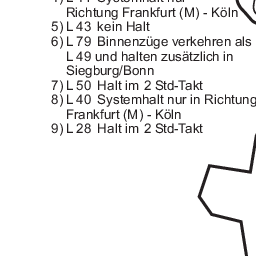 Richtung Frankfurt (M) - Köln
5) L 43 kein Halt
6) L 79 Binnenzüge verkehren als
L 49 und halten zusätzlich in
Siegburg/Bonn
7) L 50 Halt im 2 Std-Takt
8) L 40 Systemhalt nur in Richtung
Frankfurt (M) - Köln
9) L 28 Halt im 2 Std-Takt